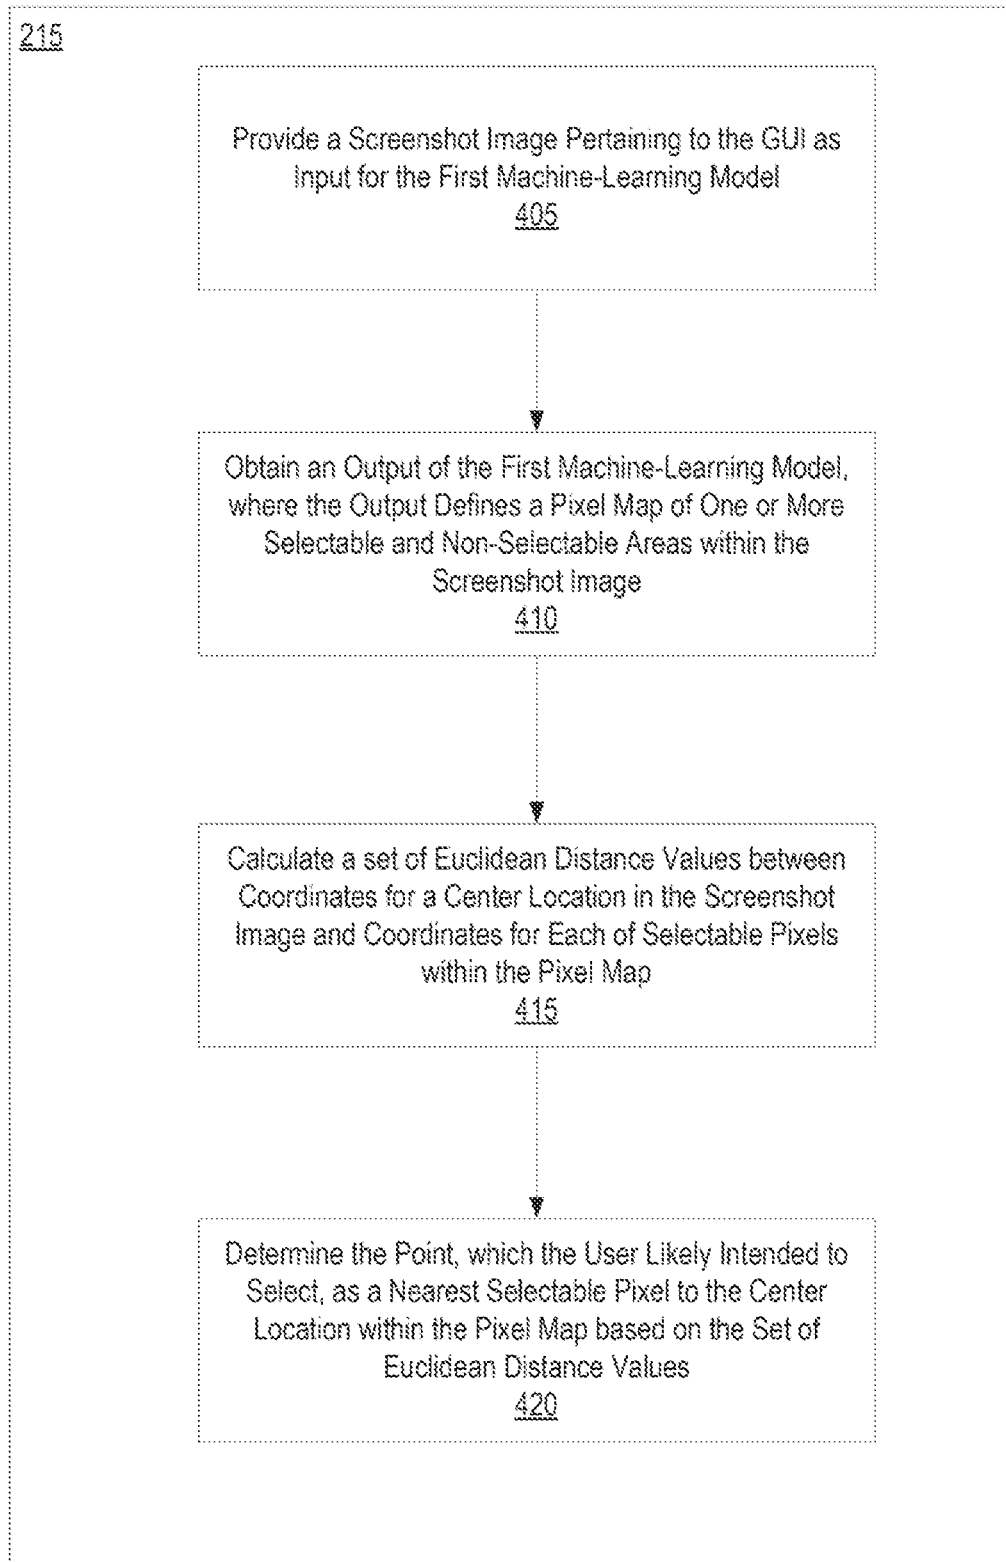 215
Provide a Screenshot Image Pertaining to the GUI as
Input for the First Machine-Learning Model
405
Obtain an Output of the First Machine-Learning Model,
where the Output Defines a Pixel Map of One or More
Selectable and Non-Selectable Areas within the
Screenshot Image
410
Calculate a set of Euclidean Distance Values between
Coordinates for a Center Location in the Screenshot
Image and Coordinates for Each of Selectable Pixels
within the Pixel Map
415
Determine the Point, which the User Likely Intended to
Select, as a Nearest Selectable Pixel to the Center
Location within the Pixel Map based on the Set of
Euclidean Distance Values
420